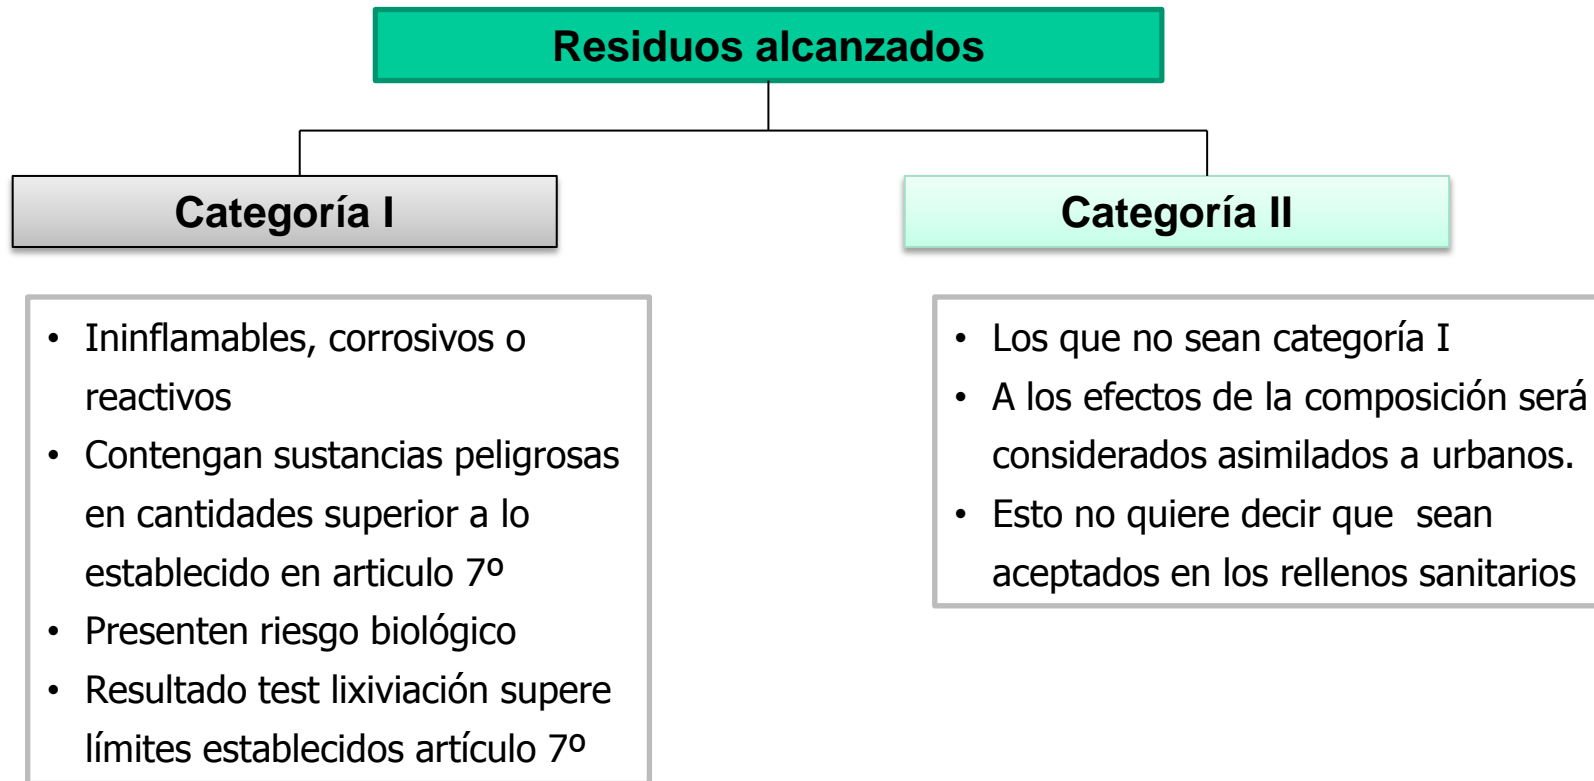 Residuos alcanzados
Categoría I
Categoría II
• Ininflamables, corrosivos o
reactivos
• Contengan sustancias peligrosas
en cantidades superior a lo
establecido en articulo 7º
• Presenten riesgo biológico
• Resultado test lixiviación supere
límites establecidos artículo 7º
• Los que no sean categoría I
• A los efectos de la composición será
considerados asimilados a urbanos.
• Esto no quiere decir que  sean
aceptados en los rellenos sanitarios